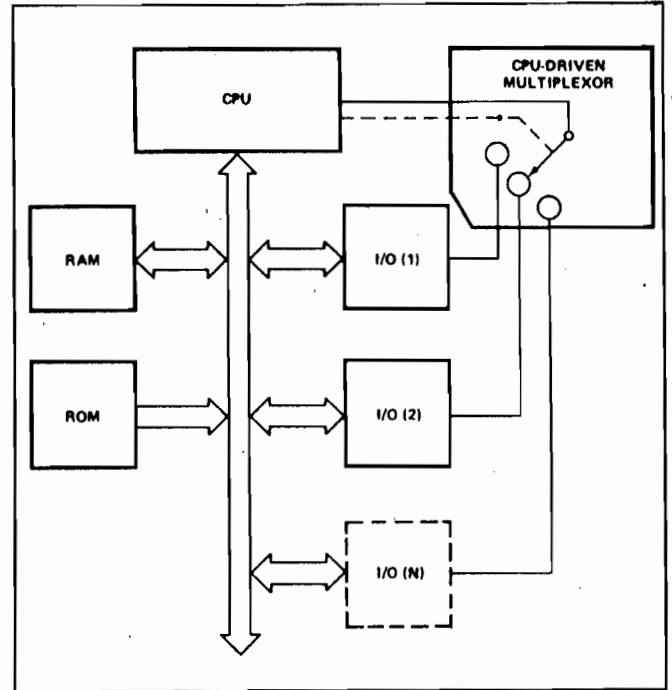 CPU
CPU-DRIVEN
MULTIPLEXOR
RAM
I/O (1)
ROM
I/O (2)
I/O (N)